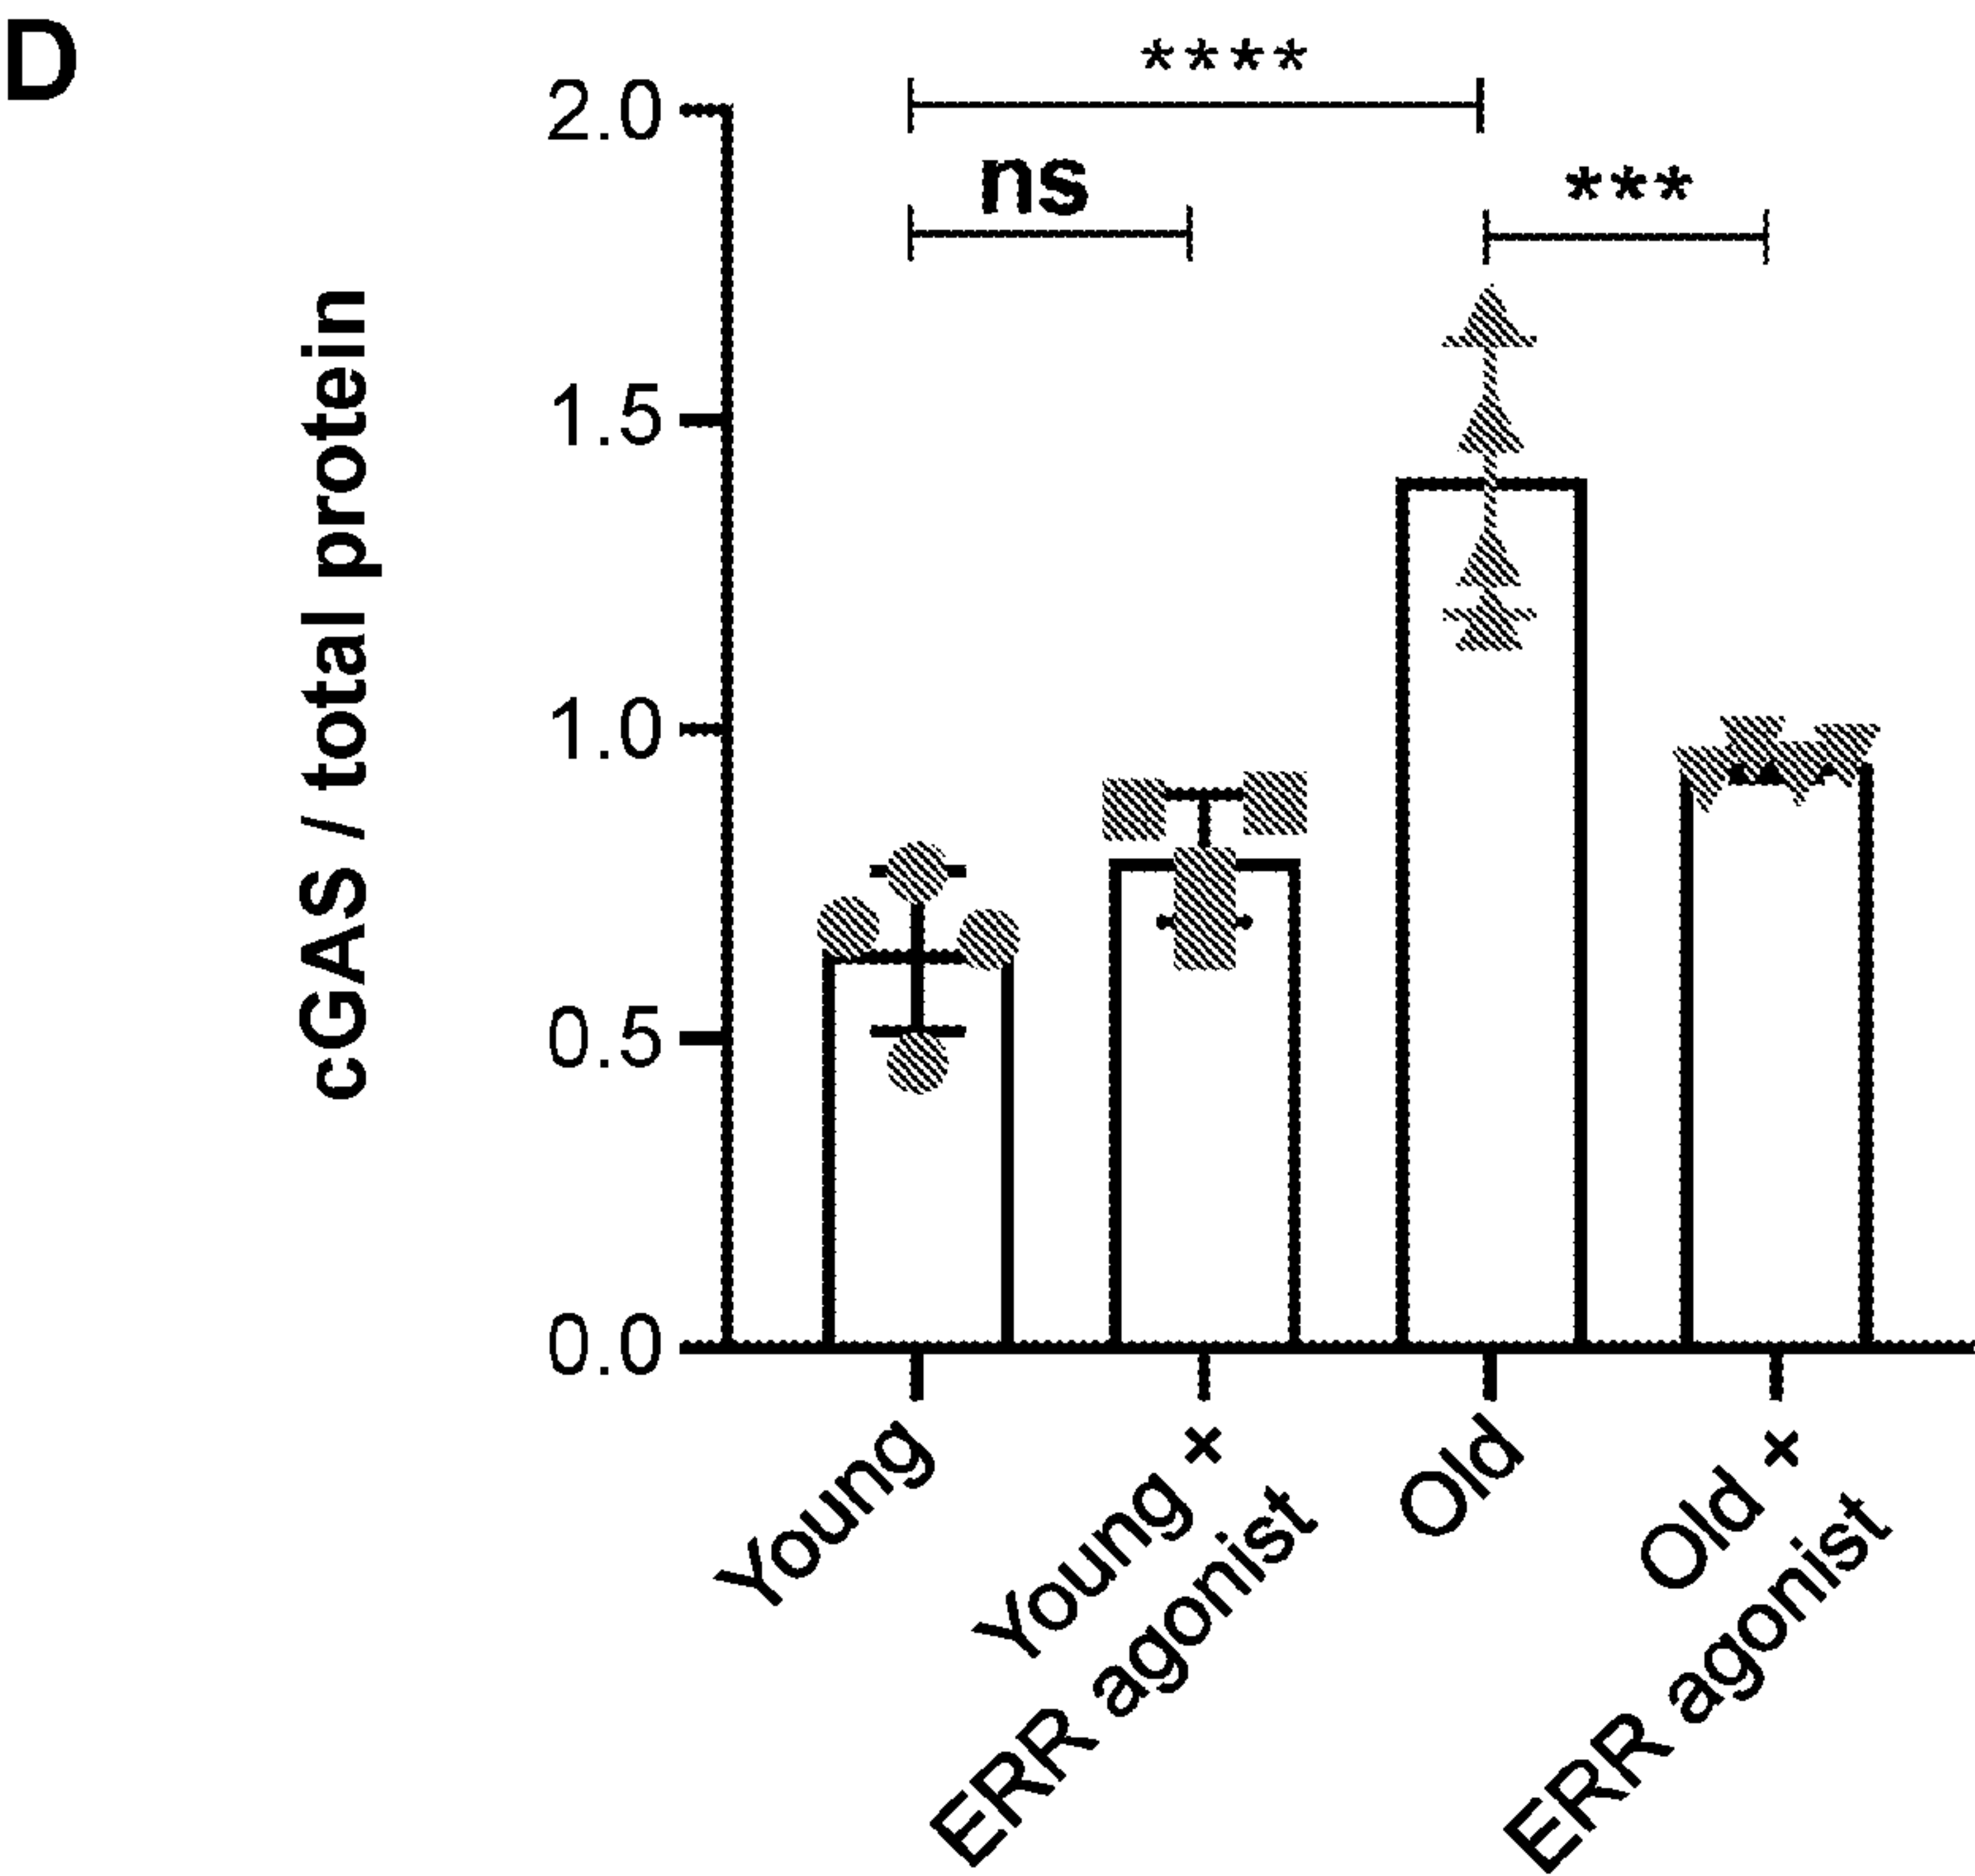 D
****
ns
***
cGAS / total protein
2.0
1.5
1.0
0.5
0.0
Young
Young +
ERR agonist
Old
Old +
ERR agonist